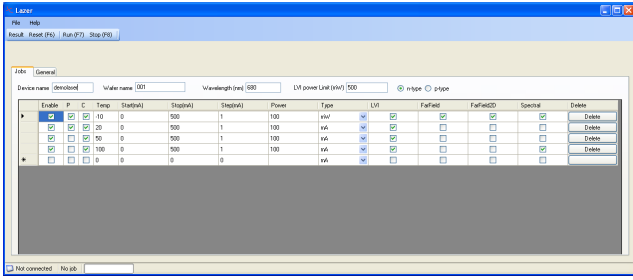 Lazer
File Help
Result Reset (F6) Run (F7) Stop (F8)
Jobs General
Device name demolaser Wafer name 001 Wavelength (nm) 680 LVI power Limit (mW) 500 n-type p-type
Enable P C Temp Start(mA) Stop(mA) Step(mA) Power Type LVI FarField FarField2D Spectral Delete
-10 0 500 1 100 mW Delete
20 0 500 1 100 mA Delete
50 0 500 1 100 mA Delete
100 0 500 1 100 mA Delete
0 0 0 0 mA
Not connected No job